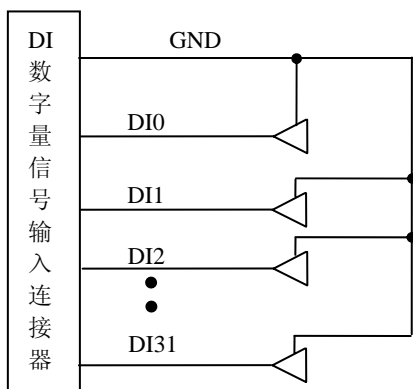 DI
数
字
量
信
号
输
入
连
接
器
GND
DI0
DI1
DI2
DI31